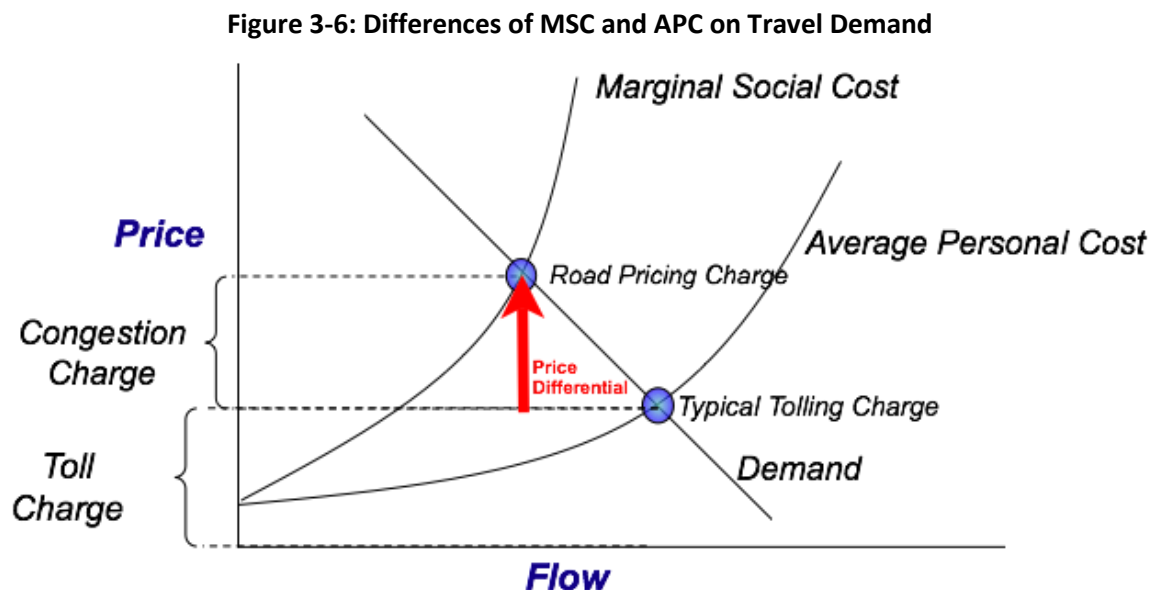 Figure 3-6: Differences of MSC and APC on Travel Demand
Marginal Social Cost
Price
Average Personal Cost
Road Pricing Charge
Congestion
Charge
Price
Differential
Typical Tolling Charge
Toll
Charge
Demand
Flow